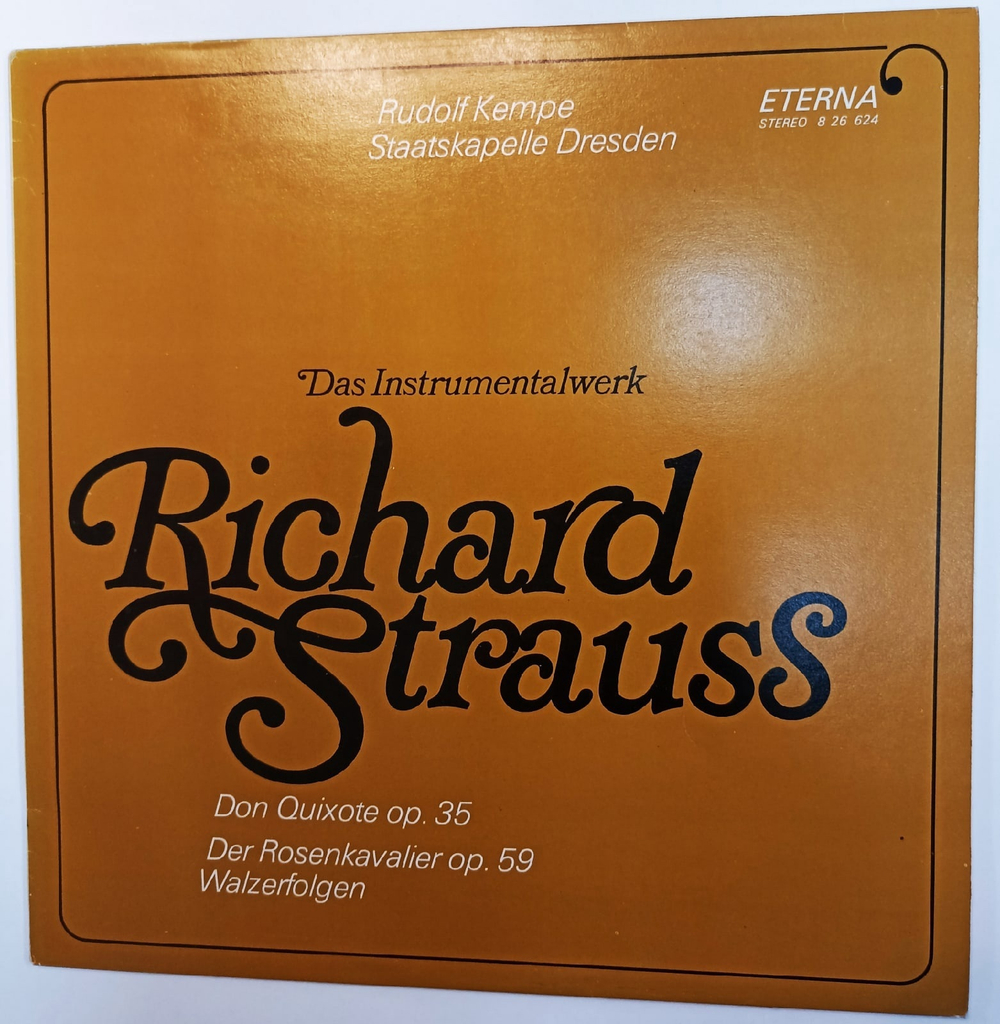 Rudolf Kempe
Staatskapelle Dresden
ETERNA
STEREO 8 26 624
Das Instrumentalwerk
Richard
Strauss
Don Quixote op. 35
Der Rosenkavalier op. 59
Walzerfolgen